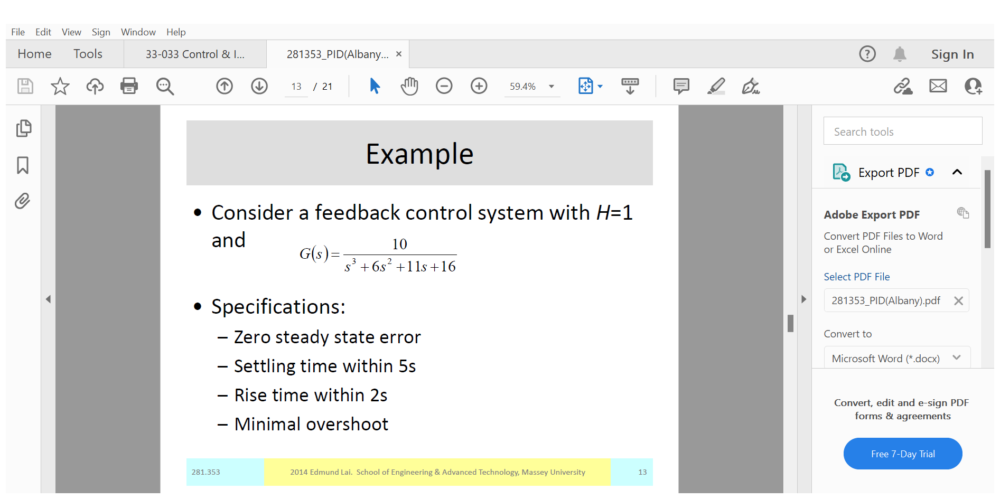 File Edit View Sign Window Help
Home Tools 33-033 Control & I... 281353_PID(Albany... × ? Sign In
13 / 21 59.4%
Example
• Consider a feedback control system with H=1
and
G(s)= 10 / (s³ +6s² +11s+16)
• Specifications:
– Zero steady state error
– Settling time within 5s
– Rise time within 2s
– Minimal overshoot
281.353 2014 Edmund Lai. School of Engineering & Advanced Technology, Massey University 13
Search tools
Export PDF
Adobe Export PDF
Convert PDF Files to Word
or Excel Online
Select PDF File
281353_PID(Albany).pdf
Convert to
Microsoft Word (*.docx)
Convert, edit and e-sign PDF
forms & agreements
Free 7-Day Trial